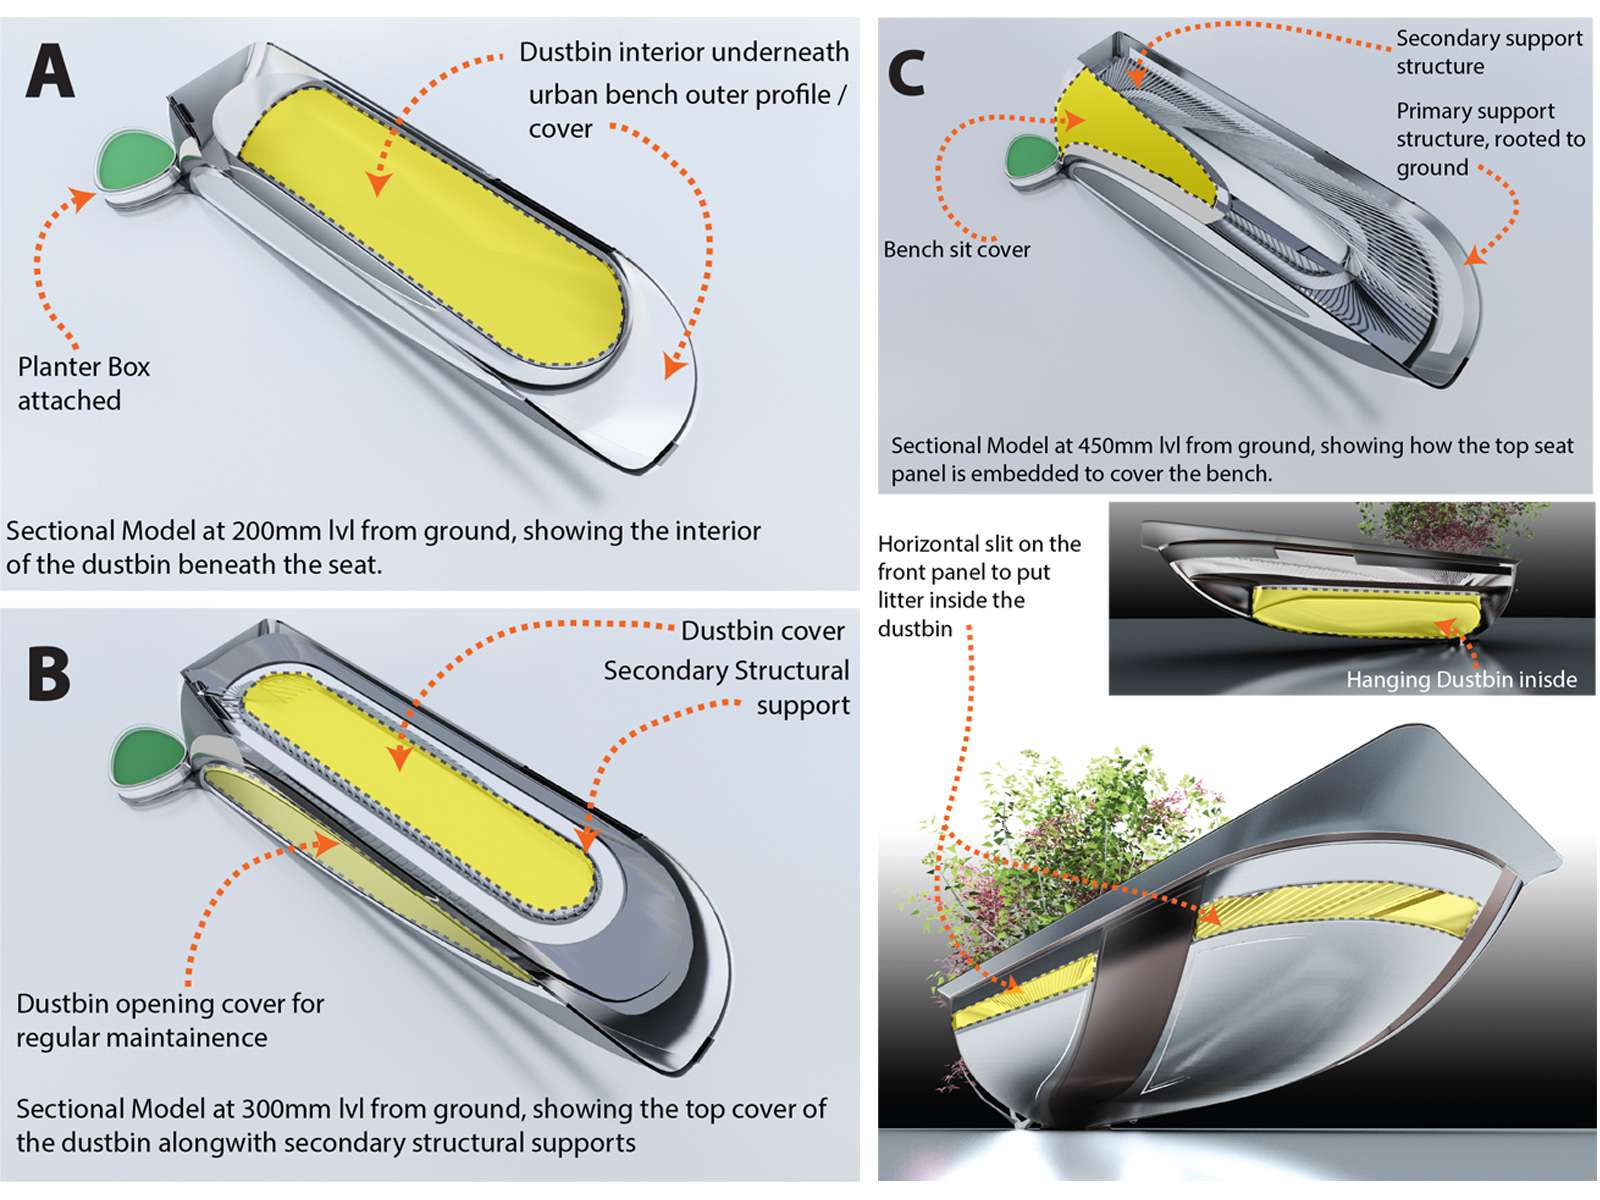 A
Dustbin interior underneath
urban bench outer profile /
cover
Planter Box
attached
Sectional Model at 200mm lvl from ground, showing the interior
of the dustbin beneath the seat.
B
Dustbin cover
Secondary Structural
support
Dustbin opening cover for
regular maintainence
Sectional Model at 300mm lvl from ground, showing the top cover of
the dustbin alongwith secondary structural supports
C
Secondary support
structure
Primary support
structure, rooted to
ground
Bench sit cover
Sectional Model at 450mm lvl from ground, showing how the top seat
panel is embedded to cover the bench.
Horizontal slit on the
front panel to put
litter inside the
dustbin
Hanging Dustbin inisde